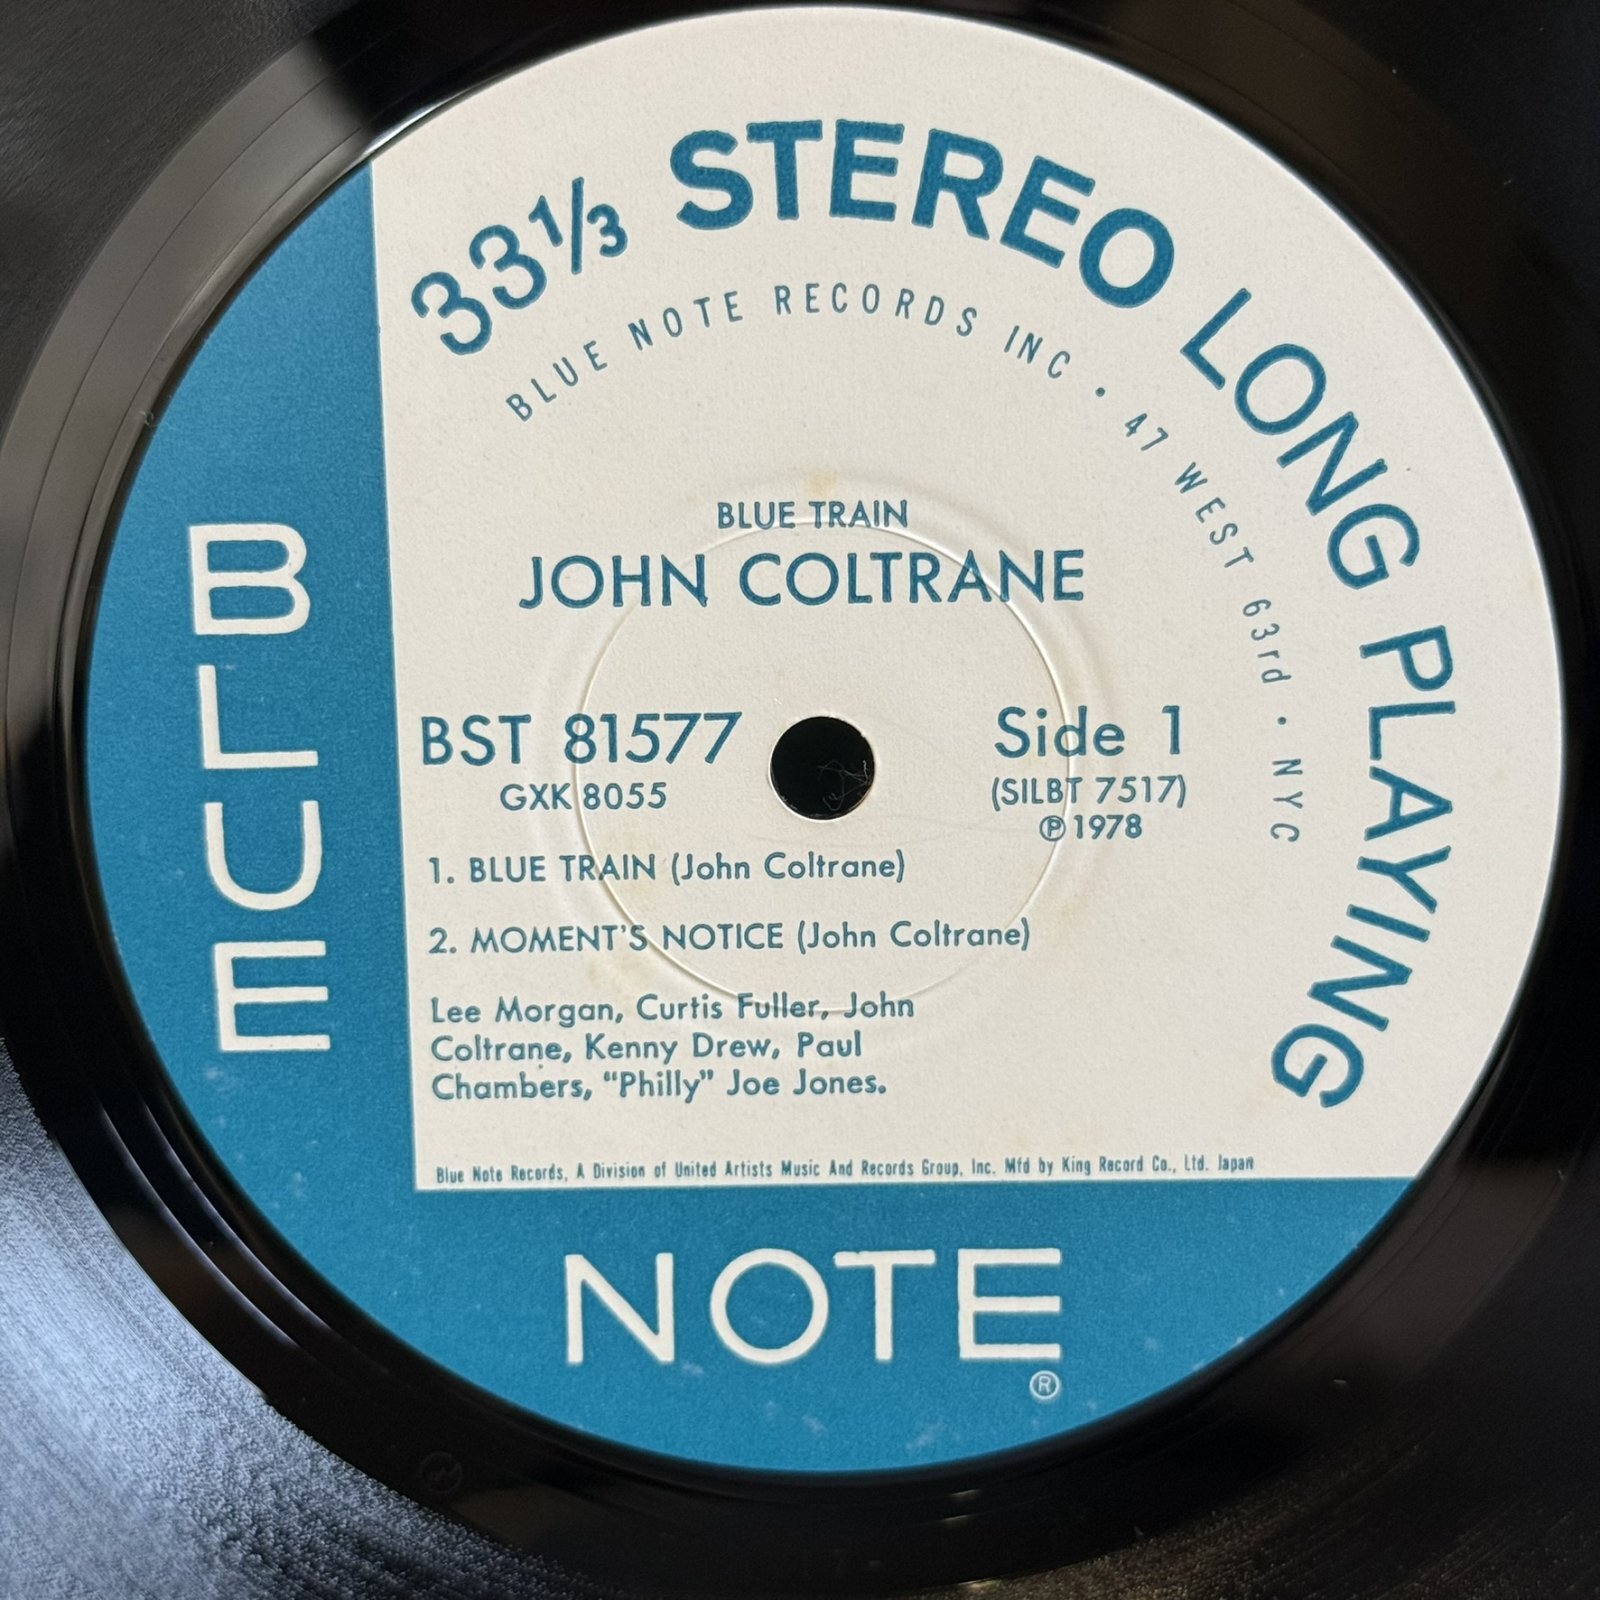 33⅓ STEREO LONG PLAYING
BLUE NOTE RECORDS INC • 47 WEST 63rd • NYC
BLUE TRAIN
JOHN COLTRANE
BST 81577
GXK 8055
Side 1
(SILBT 7517)
℗ 1978
1. BLUE TRAIN (John Coltrane)
2. MOMENT'S NOTICE (John Coltrane)
Lee Morgan, Curtis Fuller, John
Coltrane, Kenny Drew, Paul
Chambers, “Philly” Joe Jones.
Blue Note Records, A Division of United Artists Music And Records Group, Inc. Mfd by King Record Co., Ltd. Japan
BLUE
NOTE
®